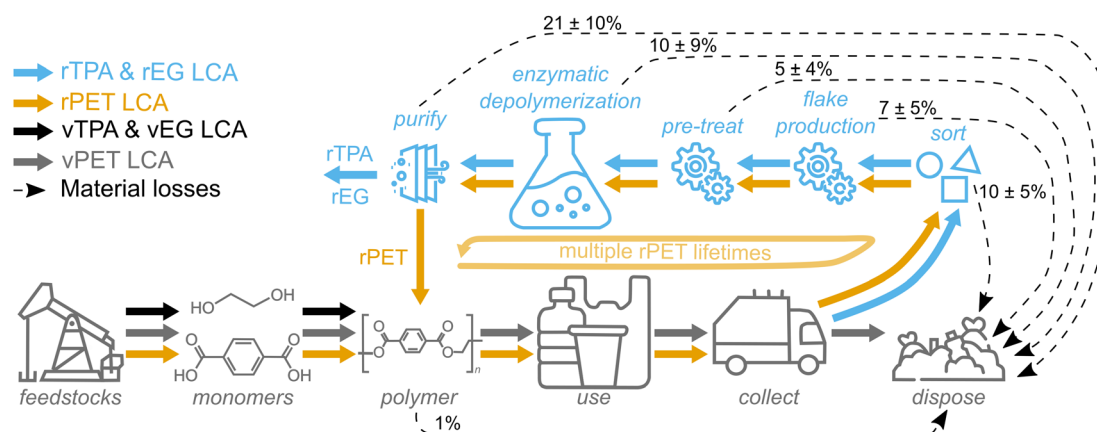 21 ± 10%
10 ± 9%
5 ± 4%
7 ± 5%
10 ± 5%
rTPA & rEG LCA
rPET LCA
vTPA & vEG LCA
vPET LCA
Material losses
enzymatic
depolymerization
purify
pre-treat
flake
production
sort
rTPA
rEG
rPET
multiple rPET lifetimes
HO
OH
O
HO
O
OH
O
O
O
O
n
feedstocks
monomers
polymer
use
collect
dispose
1%